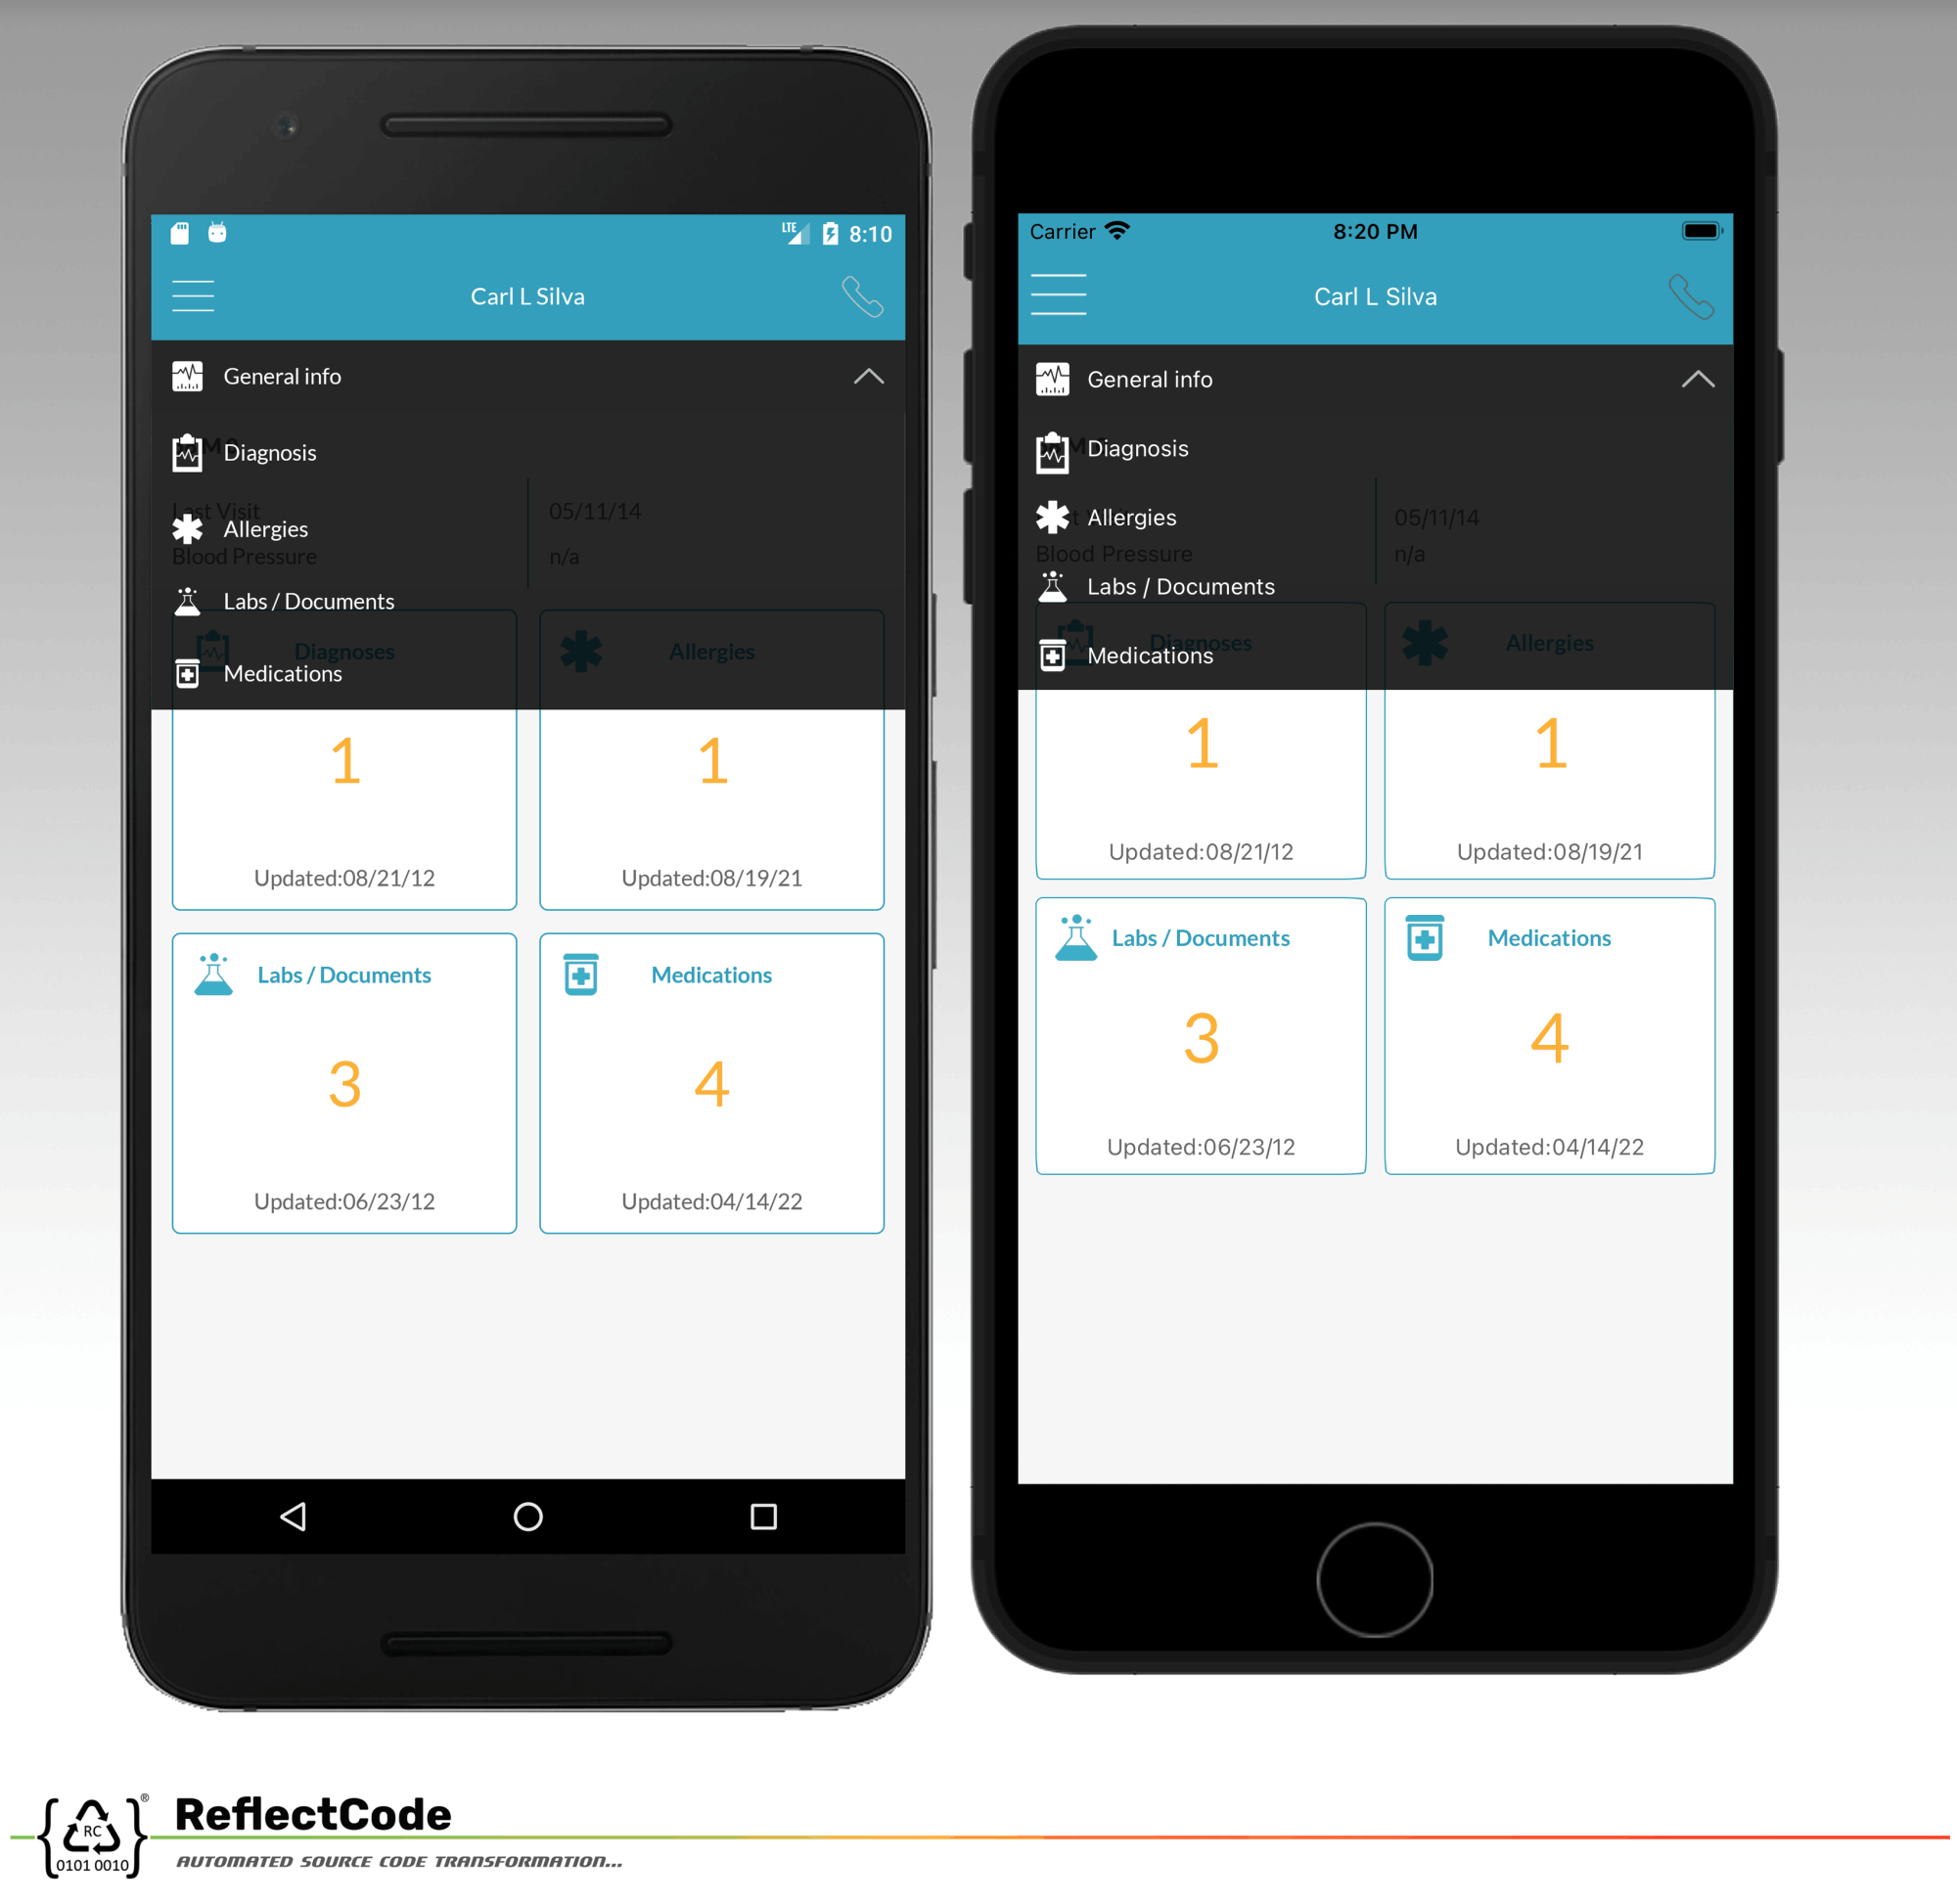 LTE 8:10
Carl L Silva
General info
Diagnosis
Last Visit 05/11/14
Allergies
Blood Pressure n/a
Labs / Documents
Diagnoses Allergies
Medications
1 1
Updated:08/21/12 Updated:08/19/21
Labs / Documents Medications
3 4
Updated:06/23/12 Updated:04/14/22
Carrier 8:20 PM
Carl L Silva
General info
Diagnosis
Allergies 05/11/14
Blood Pressure n/a
Labs / Documents
Diagnoses Allergies
Medications
1 1
Updated:08/21/12 Updated:08/19/21
Labs / Documents Medications
3 4
Updated:06/23/12 Updated:04/14/22
RC
0101 0010
®
ReflectCode
AUTOMATED SOURCE CODE TRANSFORMATION...